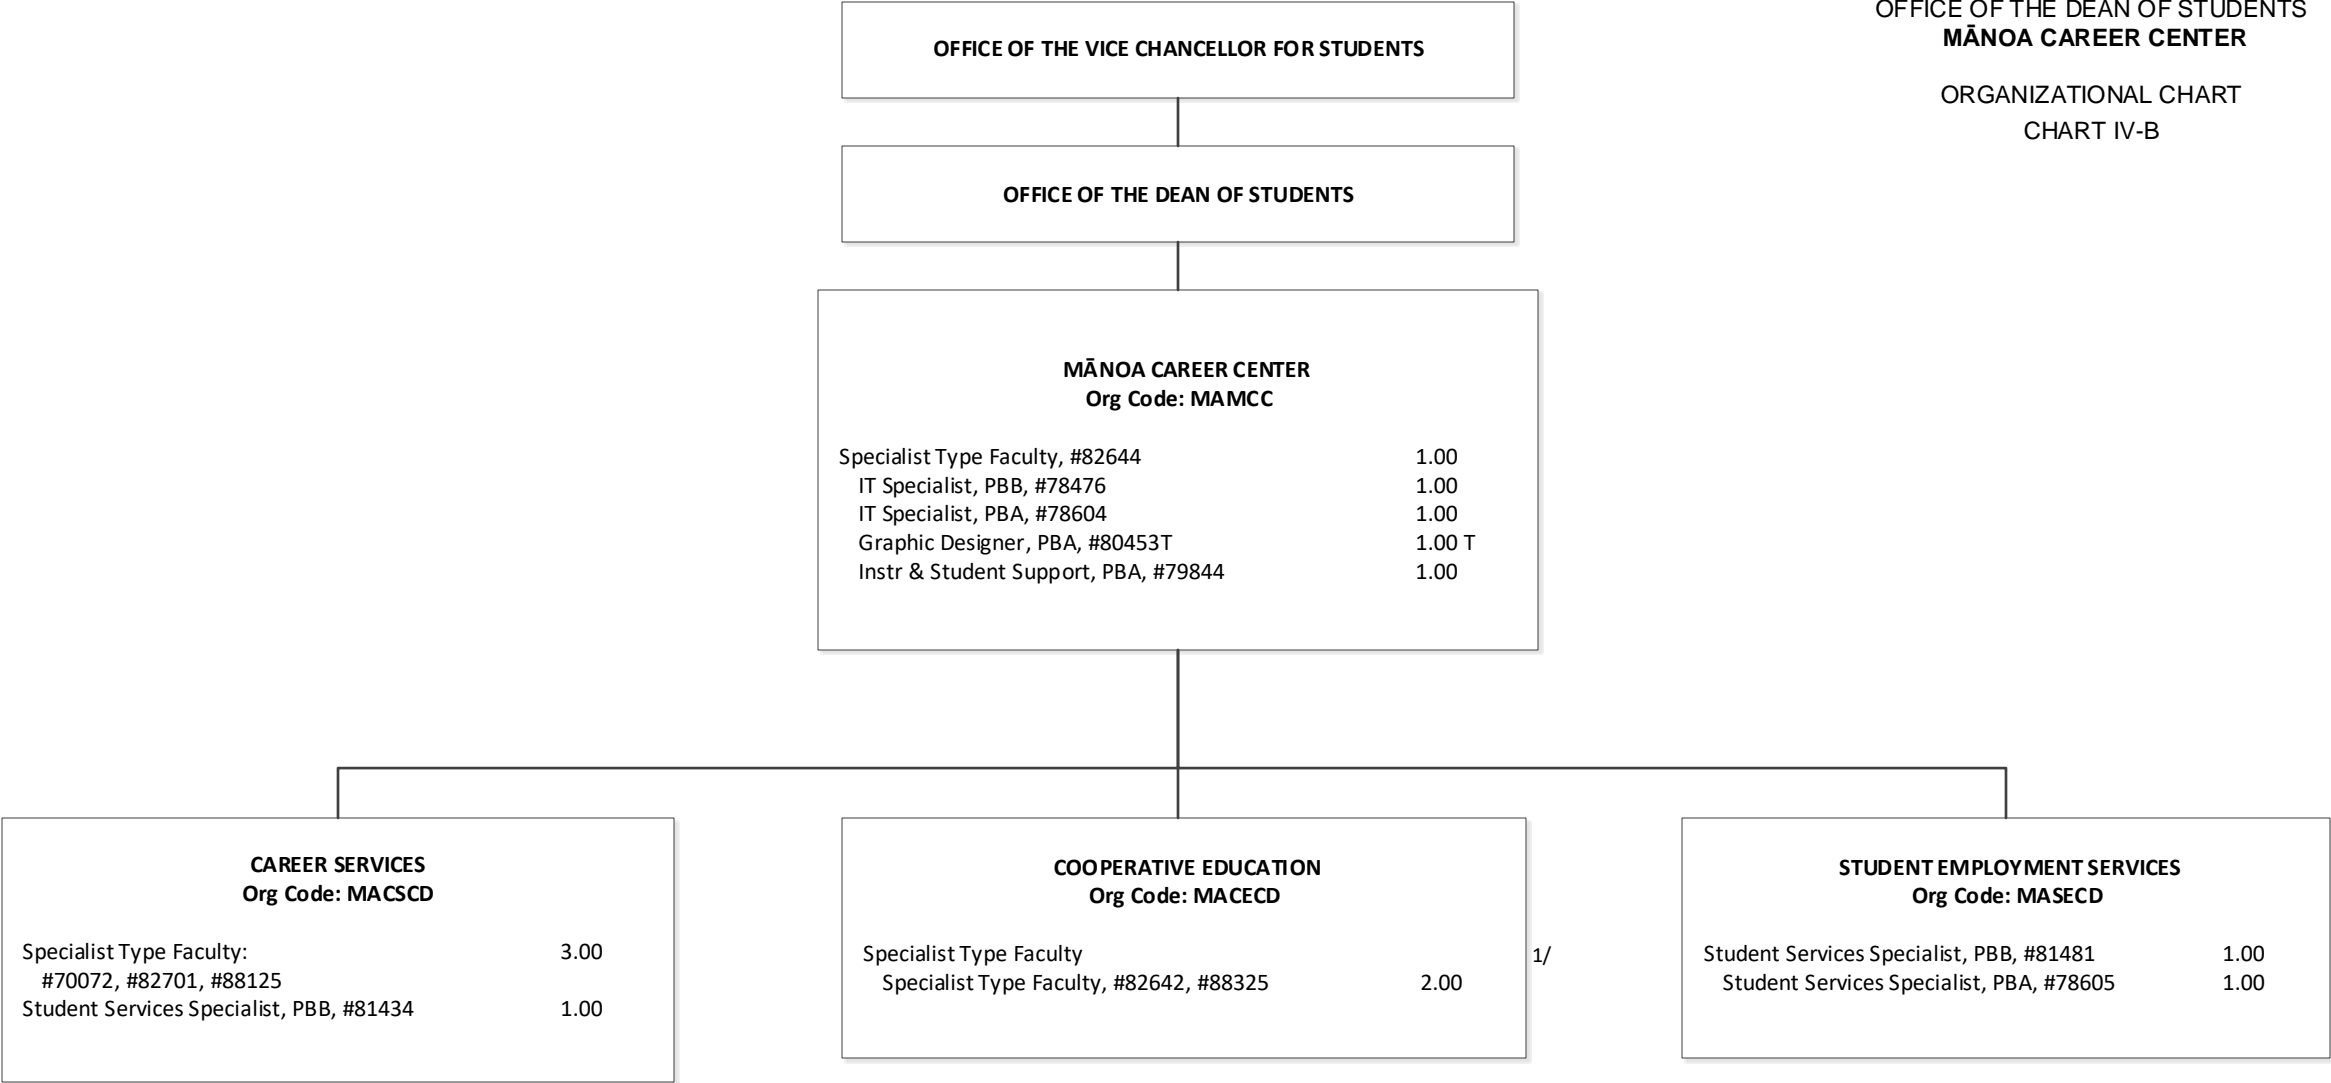 OFFICE OF THE DEAN OF STUDENTS
MĀNOA CAREER CENTER
ORGANIZATIONAL CHART
CHART IV-B
OFFICE OF THE VICE CHANCELLOR FOR STUDENTS
OFFICE OF THE DEAN OF STUDENTS
MĀNOA CAREER CENTER
Org Code: MAMCC
Specialist Type Faculty, #82644 1.00
IT Specialist, PBB, #78476 1.00
IT Specialist, PBA, #78604 1.00
Graphic Designer, PBA, #80453T 1.00 T
Instr & Student Support, PBA, #79844 1.00
CAREER SERVICES
Org Code: MACSCD
Specialist Type Faculty: 3.00
#70072, #82701, #88125
Student Services Specialist, PBB, #81434 1.00
COOPERATIVE EDUCATION
Org Code: MACECD
Specialist Type Faculty 1/
Specialist Type Faculty, #82642, #88325 2.00
STUDENT EMPLOYMENT SERVICES
Org Code: MASECD
Student Services Specialist, PBB, #81481 1.00
Student Services Specialist, PBA, #78605 1.00